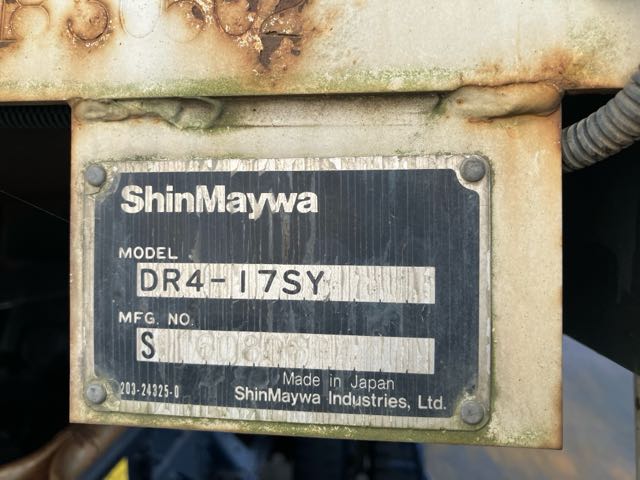 ShinMaywa
MODEL
DR4-17SY
MFG. NO.
S
203-24325-0
Made in Japan
ShinMaywa Industries, Ltd.